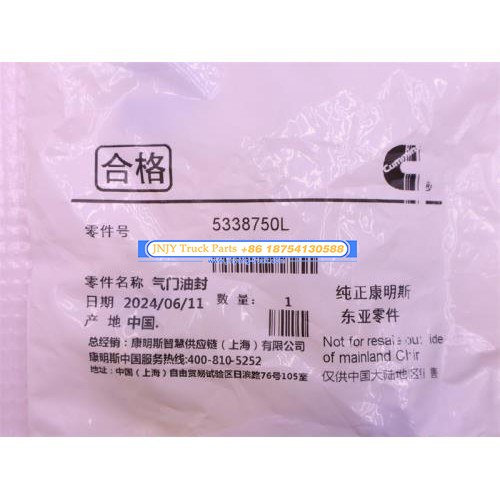 合格
Cummins
零件号 5338750L
JNJY Truck Parts +86 18754130588
零件名称 气门油封
日期 2024/06/11 数量: 1
产 地 中国.
纯正康明斯
东亚零件
总经销: 康明斯智慧供应链 (上海) 有限公司
康明斯中国服务热线:400-810-5252
地址: 中国 (上海) 自由贸易试验区日滨路76号105室
Not for resale outside
of mainland Chir
仅供中国大陆地区销售